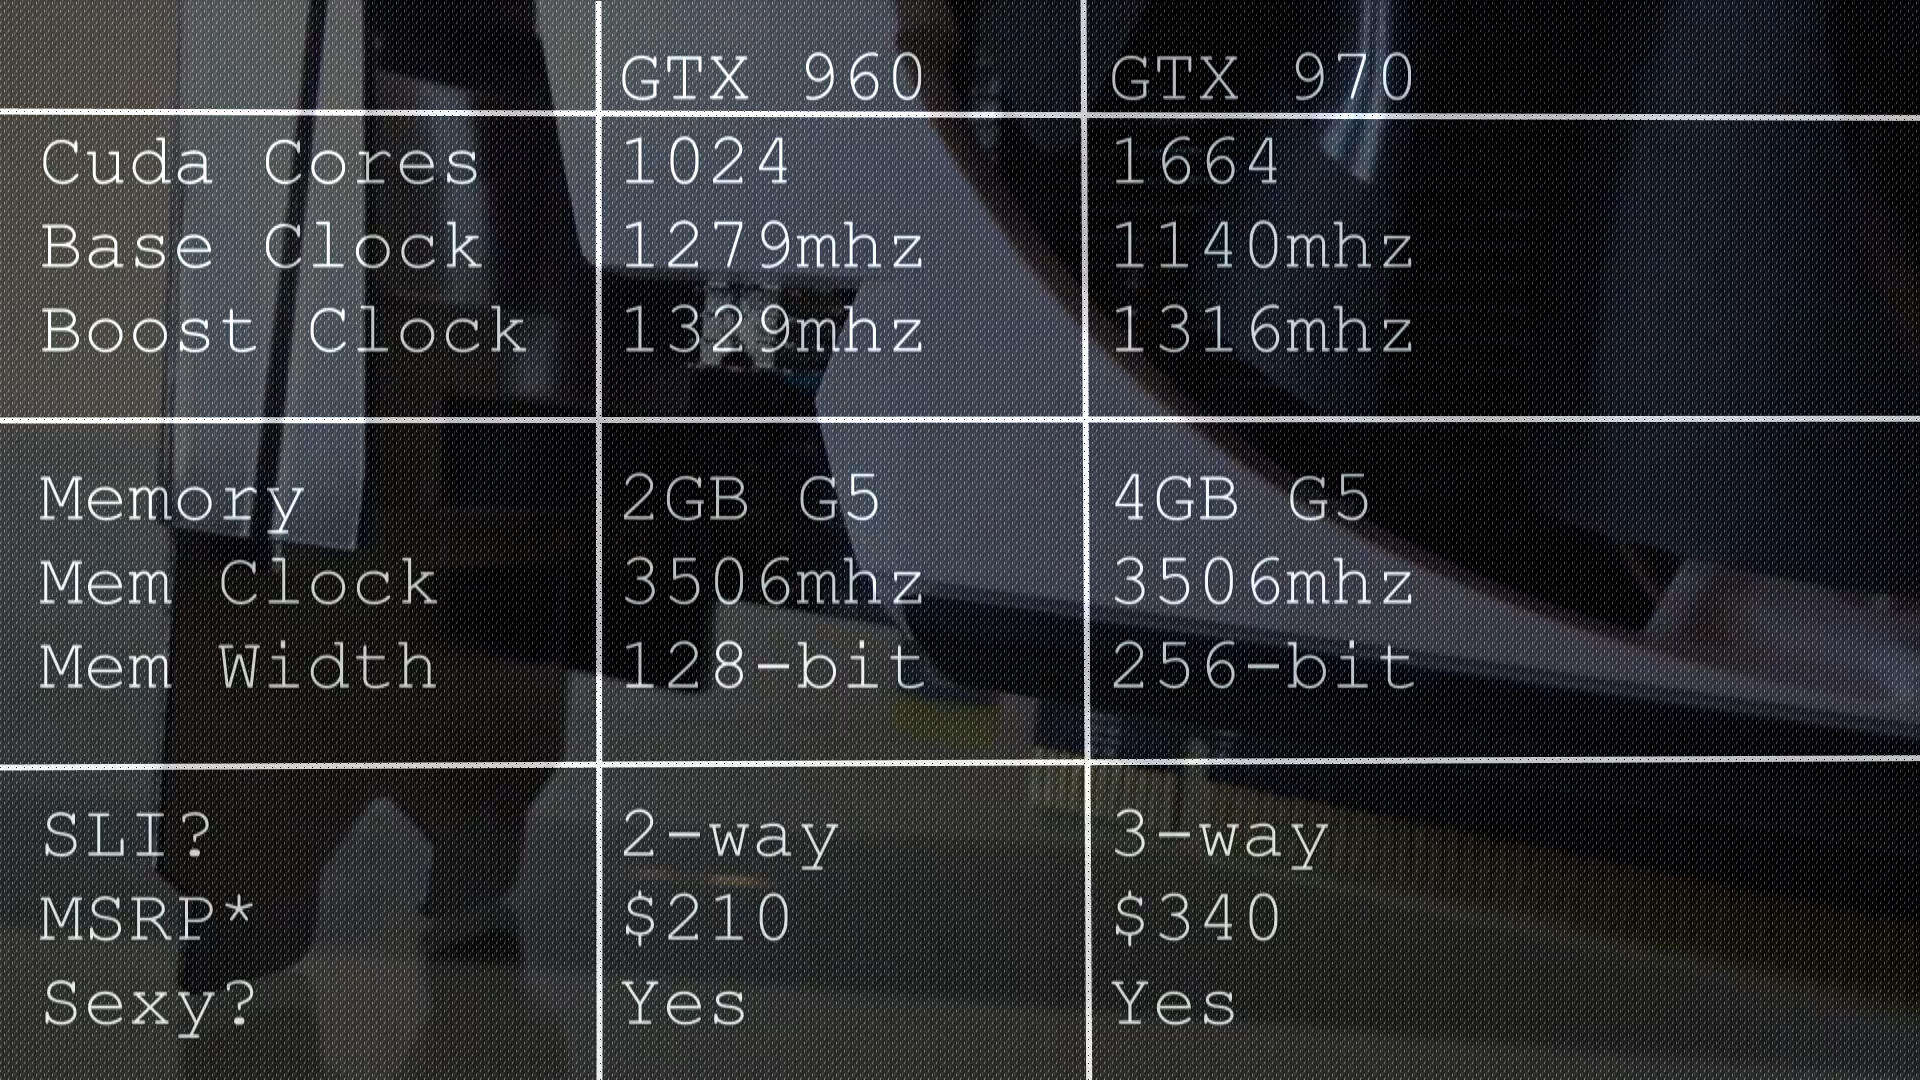 GTX 960 GTX 970
Cuda Cores 1024 1664
Base Clock 1279mhz 1140mhz
Boost Clock 1329mhz 1316mhz
Memory 2GB G5 4GB G5
Mem Clock 3506mhz 3506mhz
Mem Width 128-bit 256-bit
SLI? 2-way 3-way
MSRP* $210 $340
Sexy? Yes Yes